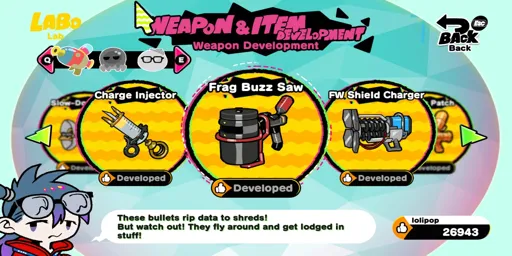 LABO
Lab
WEAPON & ITEM
DEVELOPMENT
Weapon Development
Esc
BACK
Back
Q
E
Slow-De
Charge Injector
Frag Buzz Saw
FW Shield Charger
Patch
Developed
Developed
Developed
These bullets rip data to shreds!
But watch out! They fly around and get lodged in
stuff!
lolipop
26943